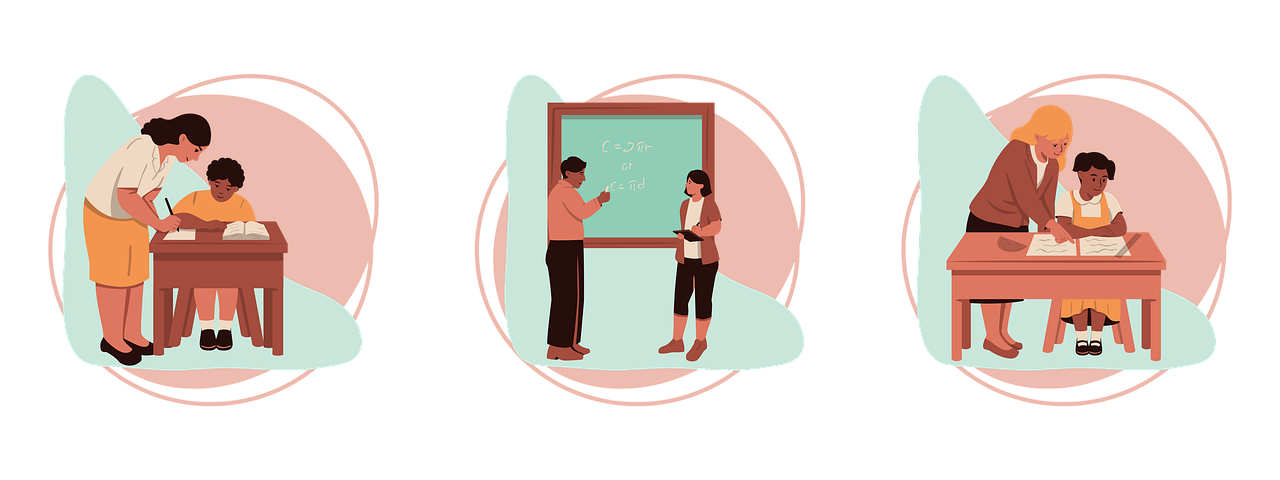 C = 2πr
or
C = πd